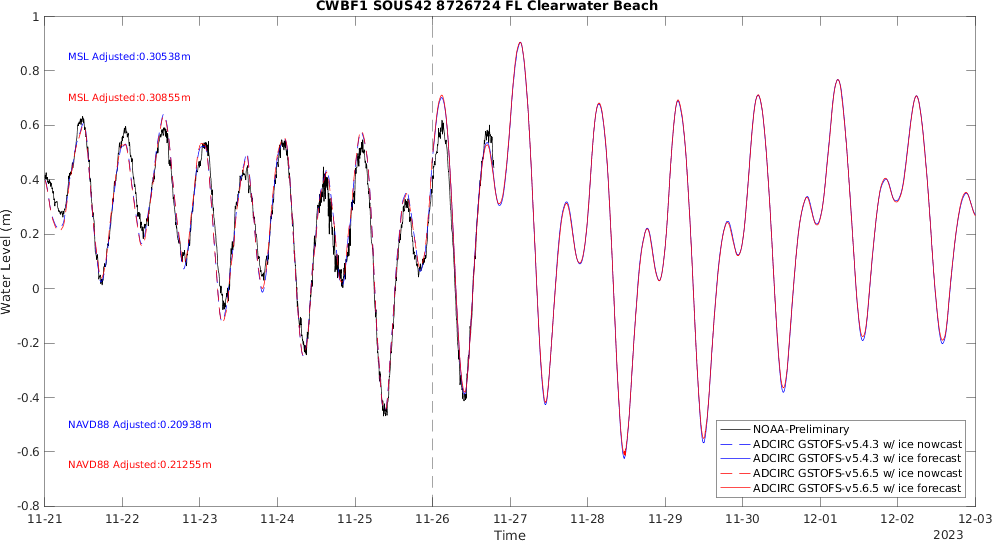 CWBF1 SOUS42 8726724 FL Clearwater Beach
MSL Adjusted:0.30538m
MSL Adjusted:0.30855m
NAVD88 Adjusted:0.20938m
NAVD88 Adjusted:0.21255m
Water Level (m)
1
0.8
0.6
0.4
0.2
0
-0.2
-0.4
-0.6
-0.8
NOAA-Preliminary
ADCIRC GSTOFS-v5.4.3 w/ ice nowcast
ADCIRC GSTOFS-v5.4.3 w/ ice forecast
ADCIRC GSTOFS-v5.6.5 w/ ice nowcast
ADCIRC GSTOFS-v5.6.5 w/ ice forecast
11-21 11-22 11-23 11-24 11-25 11-26 11-27 11-28 11-29 11-30 12-01 12-02 12-03
Time
2023